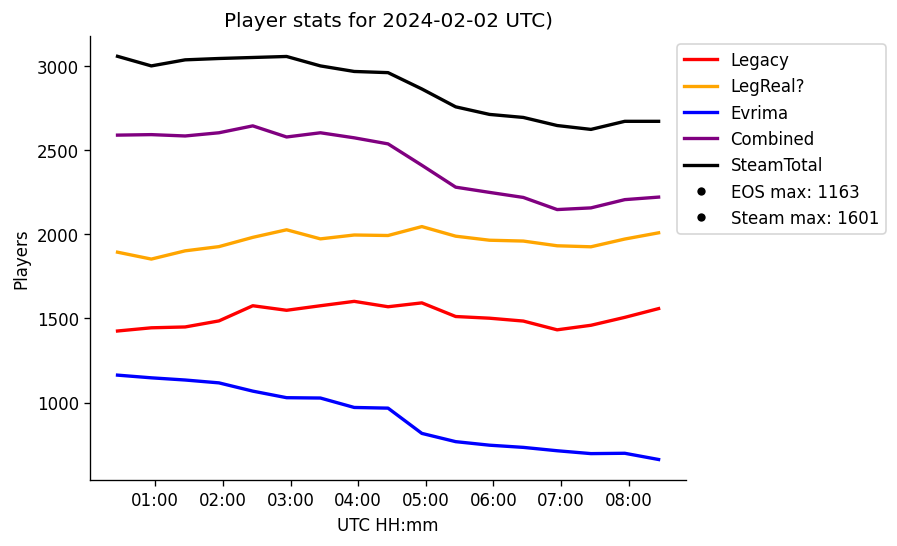 Player stats for 2024-02-02 UTC)
Legacy
LegReal?
Evrima
Combined
SteamTotal
EOS max: 1163
Steam max: 1601
3000
2500
2000
1500
1000
Players
01:00 02:00 03:00 04:00 05:00 06:00 07:00 08:00
UTC HH:mm